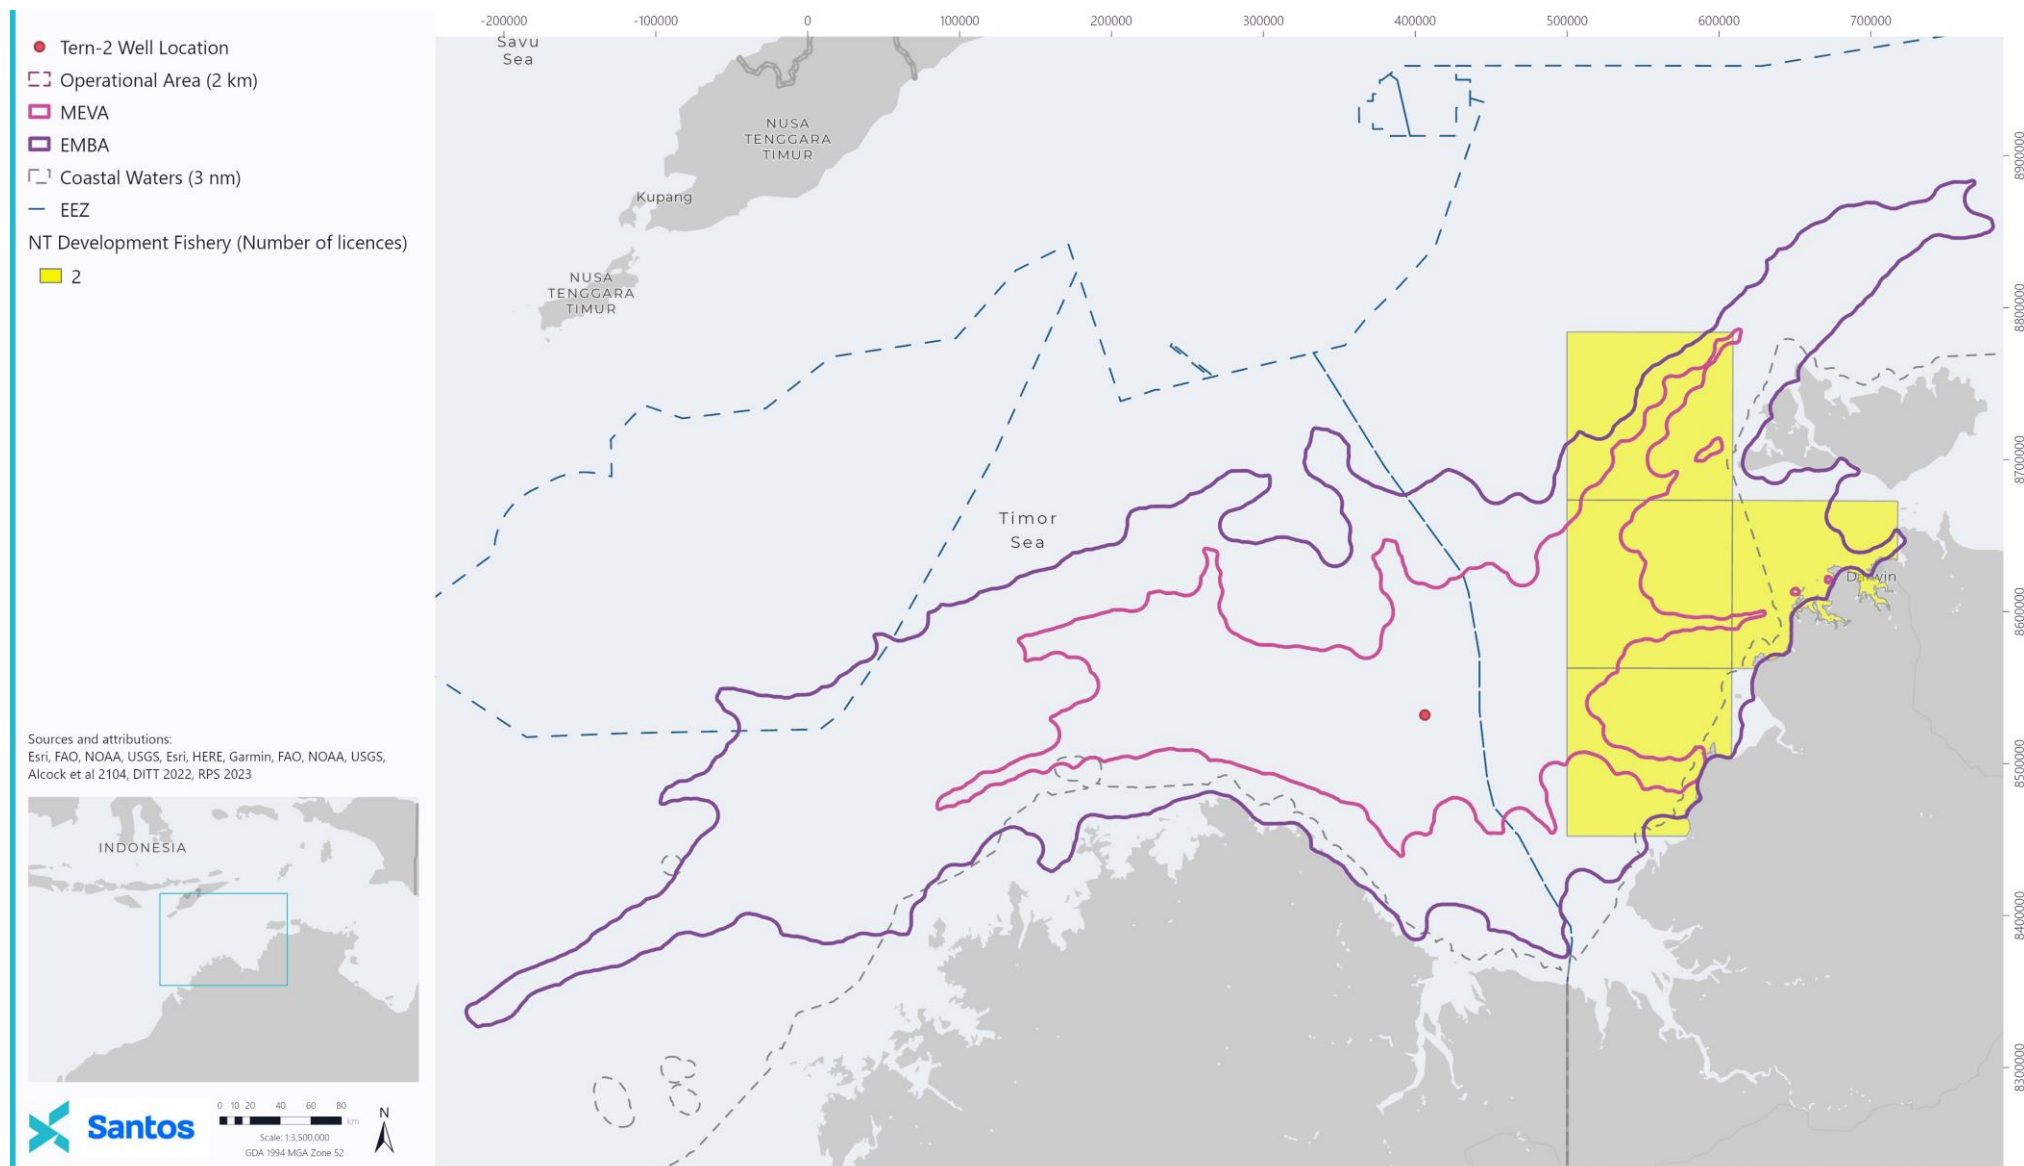 Tern-2 Well Location
Operational Area (2 km)
MEVA
EMBA
Coastal Waters (3 nm)
EEZ
NT Development Fishery (Number of licences)
2
Sources and attributions:
Esri, FAO, NOAA, USGS, Esri, HERE, Garmin, FAO, NOAA, USGS,
Alcock et al 2104, DITT 2022, RPS 2023
INDONESIA
Santos
0 10 20 40 60 80
km
Scale: 1:3,500,000
GDA 1994 MGA Zone 52
N
-200000 -100000 0 100000 200000 300000 400000 500000 600000 700000
Savu
Sea
NUSA
TENGGARA
TIMUR
Kupang
NUSA
TENGGARA
TIMUR
Timor
Sea
Darwin
8900000
8800000
8700000
8600000
8500000
8400000
8300000